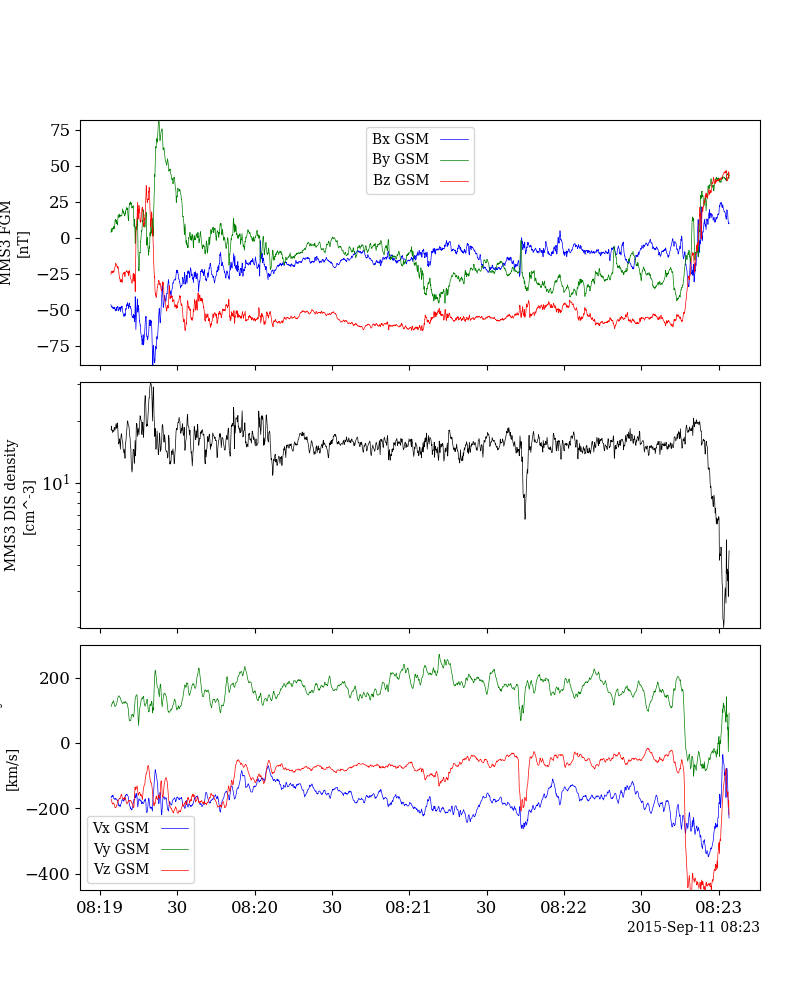 75
50
25
0
−25
−50
−75
MMS3 FGM
[nT]
Bx GSM
By GSM
Bz GSM
10^1
MMS3 DIS density
[cm^-3]
200
0
−200
−400
[km/s]
Vx GSM
Vy GSM
Vz GSM
08:19 30 08:20 30 08:21 30 08:22 30 08:23
2015-Sep-11 08:23